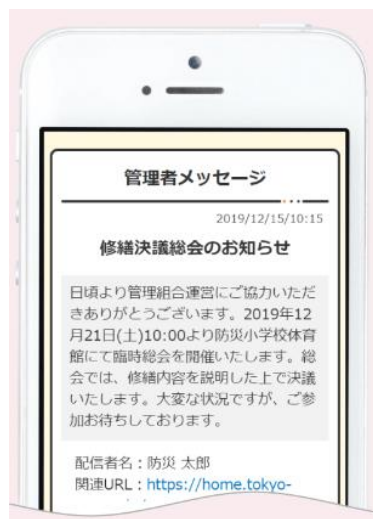 管理者メッセージ
2019/12/15/10:15
修繕決議総会のお知らせ
日頃より管理組合運営にご協力いただ
きありがとうございます。2019年12
月21日(土)10:00より防災小学校体育
館にて臨時総会を開催いたします。総
会では、修繕内容を説明した上で決議
いたします。大変な状況ですが、ご参
加お待ちしております。
配信者名：防災 太郎
関連URL：https://home.tokyo-